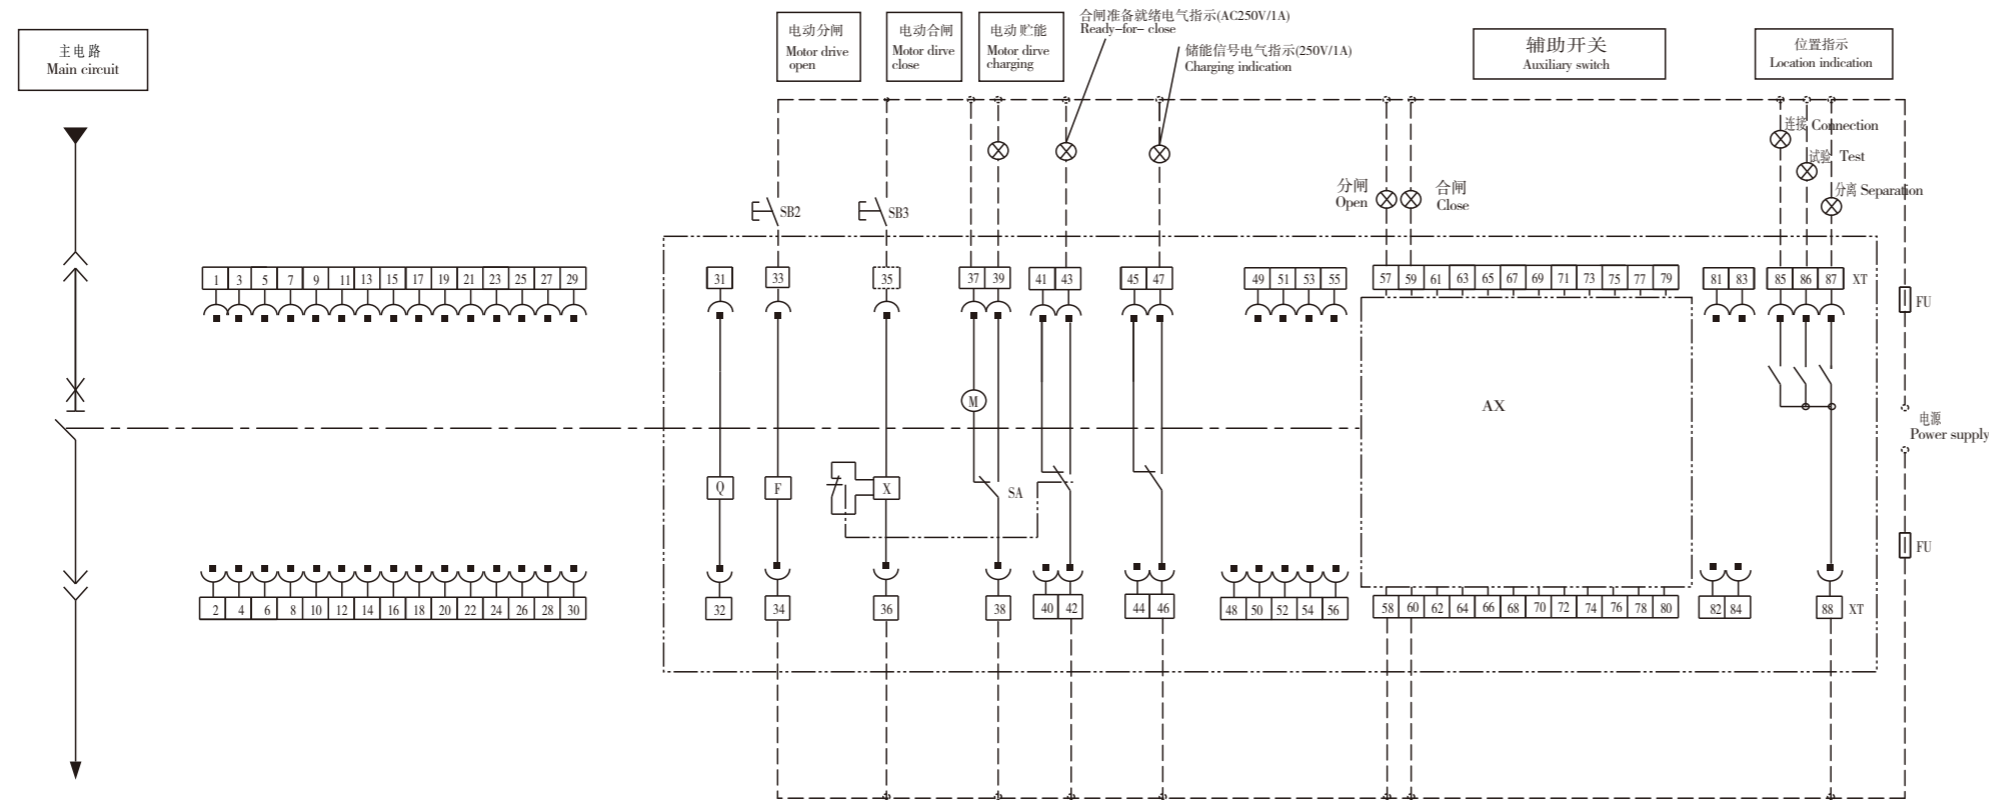 主电路
Main circuit
电动分闸
Motor drive
open
电动合闸
Motor dirve
close
电动贮能
Motor dirve
charging
合闸准备就绪电气指示(AC250V/1A)
Ready-for- close
储能信号电气指示(250V/1A)
Charging indication
辅助开关
Auxiliary switch
位置指示
Location indication
连接 Connection
试验 Test
分离 Separation
分闸
Open
合闸
Close
SB2
SB3
1 3 5 7 9 11 13 15 17 19 21 23 25 27 29
31
33
35
37 39
41 43
45 47
49 51 53 55
57 59 61 63 65 67 69 71 73 75 77 79
81 83
85 86 87
XT
FU
M
AX
电源
Power supply
Q
F
X
SA
FU
2 4 6 8 10 12 14 16 18 20 22 24 26 28 30
32
34
36
38
40 42
44 46
48 50 52 54 56
58 60 62 64 66 68 70 72 74 76 78 80
82 84
88
XT